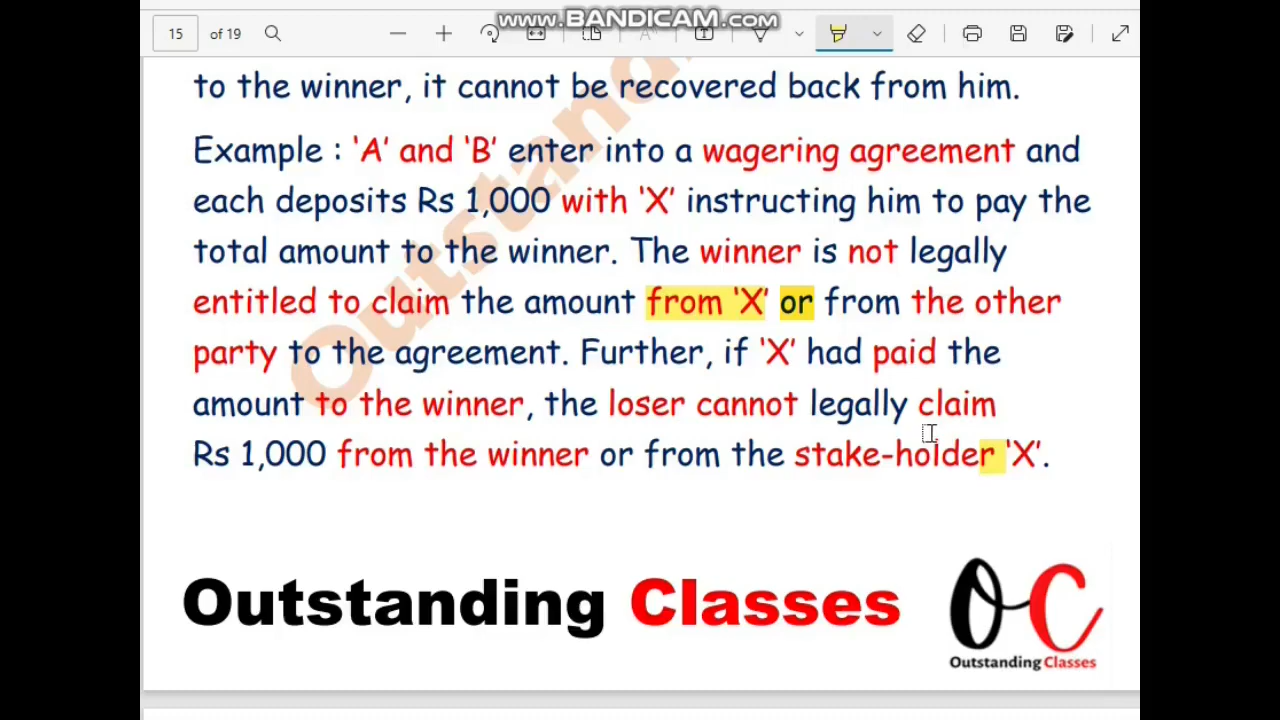 www.BANDICAM.com
15 of 19
to the winner, it cannot be recovered back from him.
Example : 'A' and 'B' enter into a wagering agreement and
each deposits Rs 1,000 with 'X' instructing him to pay the
total amount to the winner. The winner is not legally
entitled to claim the amount from 'X' or from the other
party to the agreement. Further, if 'X' had paid the
amount to the winner, the loser cannot legally claim
Rs 1,000 from the winner or from the stake-holder 'X'.
Outstanding Classes
OC
Outstanding Classes